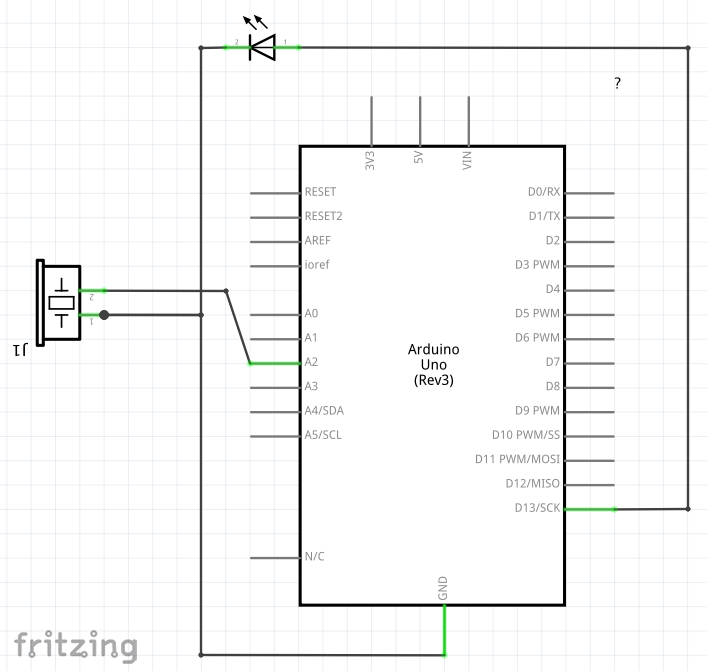 2
1
?
3V3
5V
VIN
RESET
D0/RX
RESET2
D1/TX
AREF
D2
ioref
D3 PWM
D4
2
1
J1
A0
D5 PWM
A1
D6 PWM
Arduino
Uno
(Rev3)
A2
D7
A3
D8
A4/SDA
D9 PWM
A5/SCL
D10 PWM/SS
D11 PWM/MOSI
D12/MISO
D13/SCK
N/C
GND
fritzing